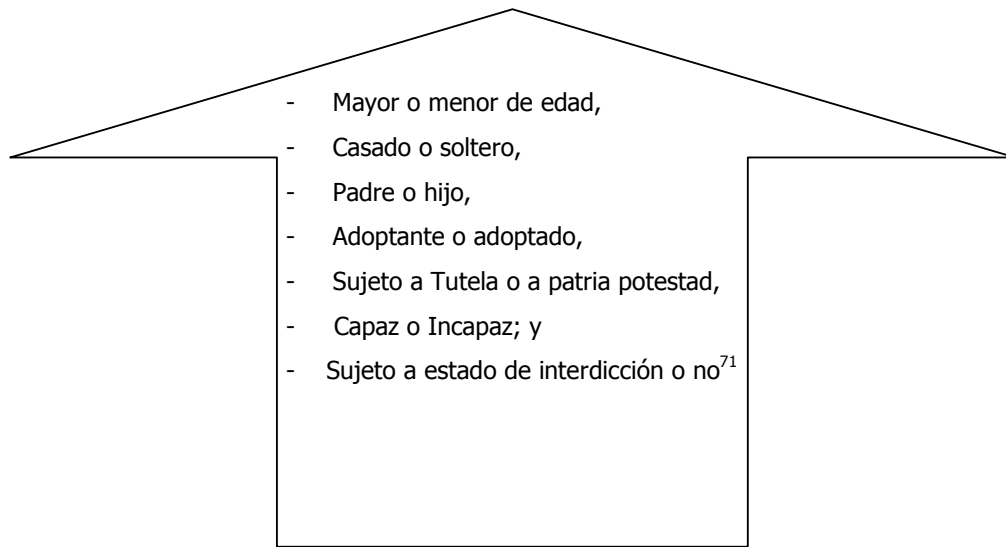 - Mayor o menor de edad,
- Casado o soltero,
- Padre o hijo,
- Adoptante o adoptado,
- Sujeto a Tutela o a patria potestad,
- Capaz o Incapaz; y
- Sujeto a estado de interdicción o no71